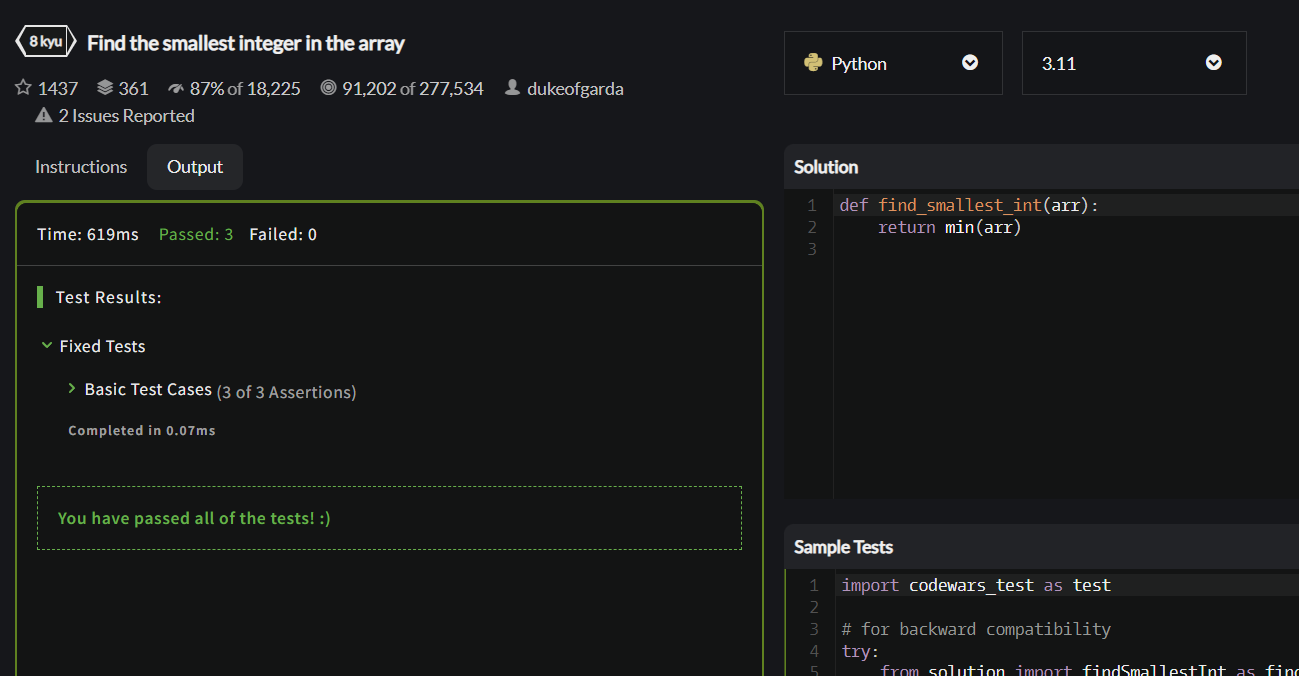 8 kyu Find the smallest integer in the array
1437 361 87% of 18,225 91,202 of 277,534 dukeofgarda
2 Issues Reported
Instructions Output
Time: 619ms Passed: 3 Failed: 0
Test Results:
Fixed Tests
Basic Test Cases (3 of 3 Assertions)
Completed in 0.07ms
You have passed all of the tests! :)
Python 3.11
Solution
1 def find_smallest_int(arr):
2 return min(arr)
3
Sample Tests
1 import codewars_test as test
2
3 # for backward compatibility
4 try:
5 from solution import findSmallestInt as